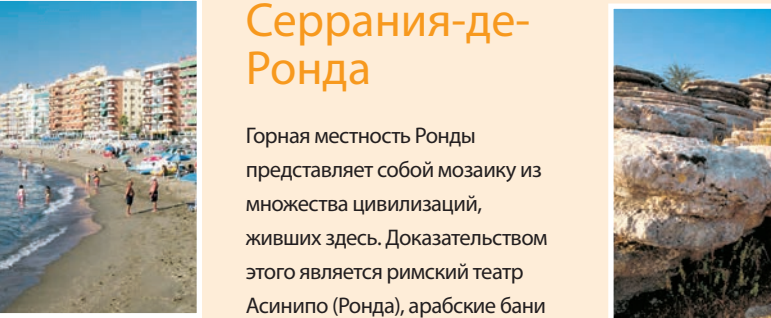 Серрания-де-
Ронда
Горная местность Ронды
представляет собой мозаику из
множества цивилизаций,
живших здесь. Доказательством
этого является римский театр
Асинипо (Ронда), арабские бани